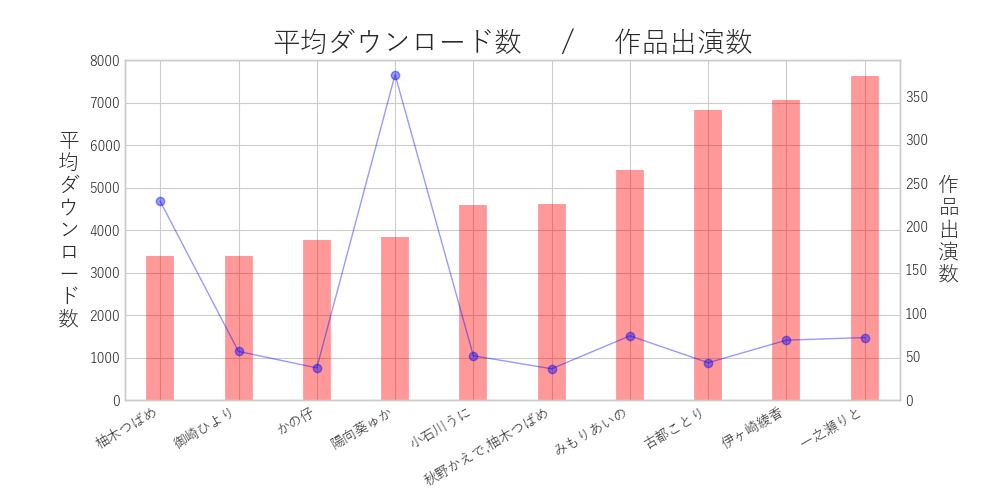 平均ダウンロード数 / 作品出演数
平均ダウンロード数
8000
7000
6000
5000
4000
3000
2000
1000
0
350
300
250
200
150
100
50
0
作品出演数
柚木つばめ
御崎ひより
かの仔
陽向葵ゅか
小石川うに
秋野かえで,柚木つばめ
みもりあいの
古都ことり
伊ヶ崎綾香
一之瀬りと